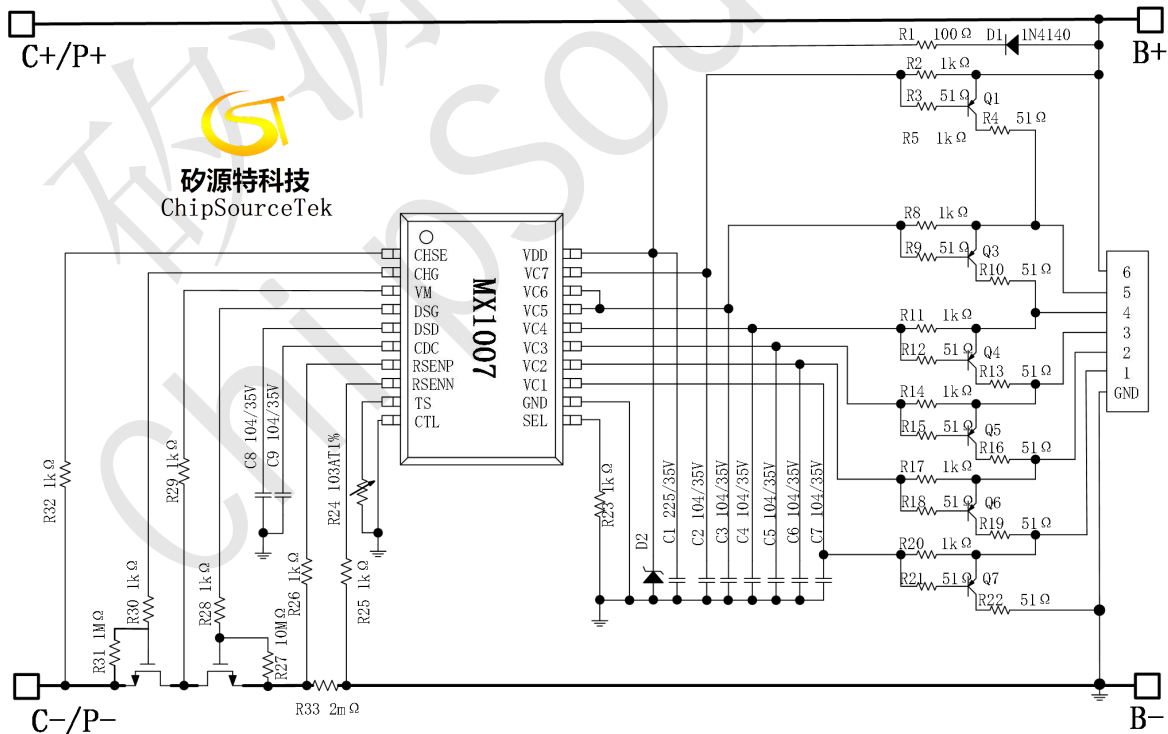 C+/P+
B+
R1 100Ω D1 1N4140
R2 1kΩ
R3 51Ω Q1
R4 51Ω
R5 1kΩ
矽源特科技
ChipSourceTek
MX1007
CHSE
CHG
VM
DSG
DSD
CDC
RSENP
RSENN
TS
CTL
VDD
VC7
VC6
VC5
VC4
VC3
VC2
VC1
GND
SEL
R8 1kΩ
R9 51Ω Q3
R10 51Ω
R11 1kΩ
R12 51Ω Q4
R13 51Ω
R14 1kΩ
R15 51Ω Q5
R16 51Ω
R17 1kΩ
R18 51Ω Q6
R19 51Ω
R20 1kΩ
R21 51Ω Q7
R22 51Ω
6
5
4
3
2
1
GND
R32 1kΩ
R29 1kΩ
C8 104/35V
C9 104/35V
R24 103AT1%
R23 1kΩ
D2
C1 225/35V
C2 104/35V
C3 104/35V
C4 104/35V
C5 104/35V
C6 104/35V
C7 104/35V
R31 1MΩ
R30 1kΩ
R28 1kΩ
R27 10MΩ
R26 1kΩ
R25 1kΩ
R33 2mΩ
C-/P-
B-
矽源
ChipSou